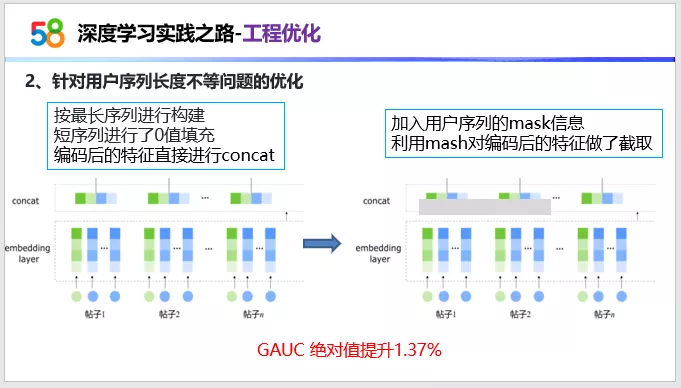 58 深度学习实践之路-工程优化
2、针对用户序列长度不等问题的优化
按最长序列进行构建
短序列进行了0值填充
编码后的特征直接进行concat
加入用户序列的mask信息
利用mash对编码后的特征做了截取
concat
...
embedding
layer
... ... ... ...
帖子1 帖子2 帖子n
concat
...
embedding
layer
... ... ... ...
帖子1 帖子2 帖子n
GAUC 绝对值提升1.37%